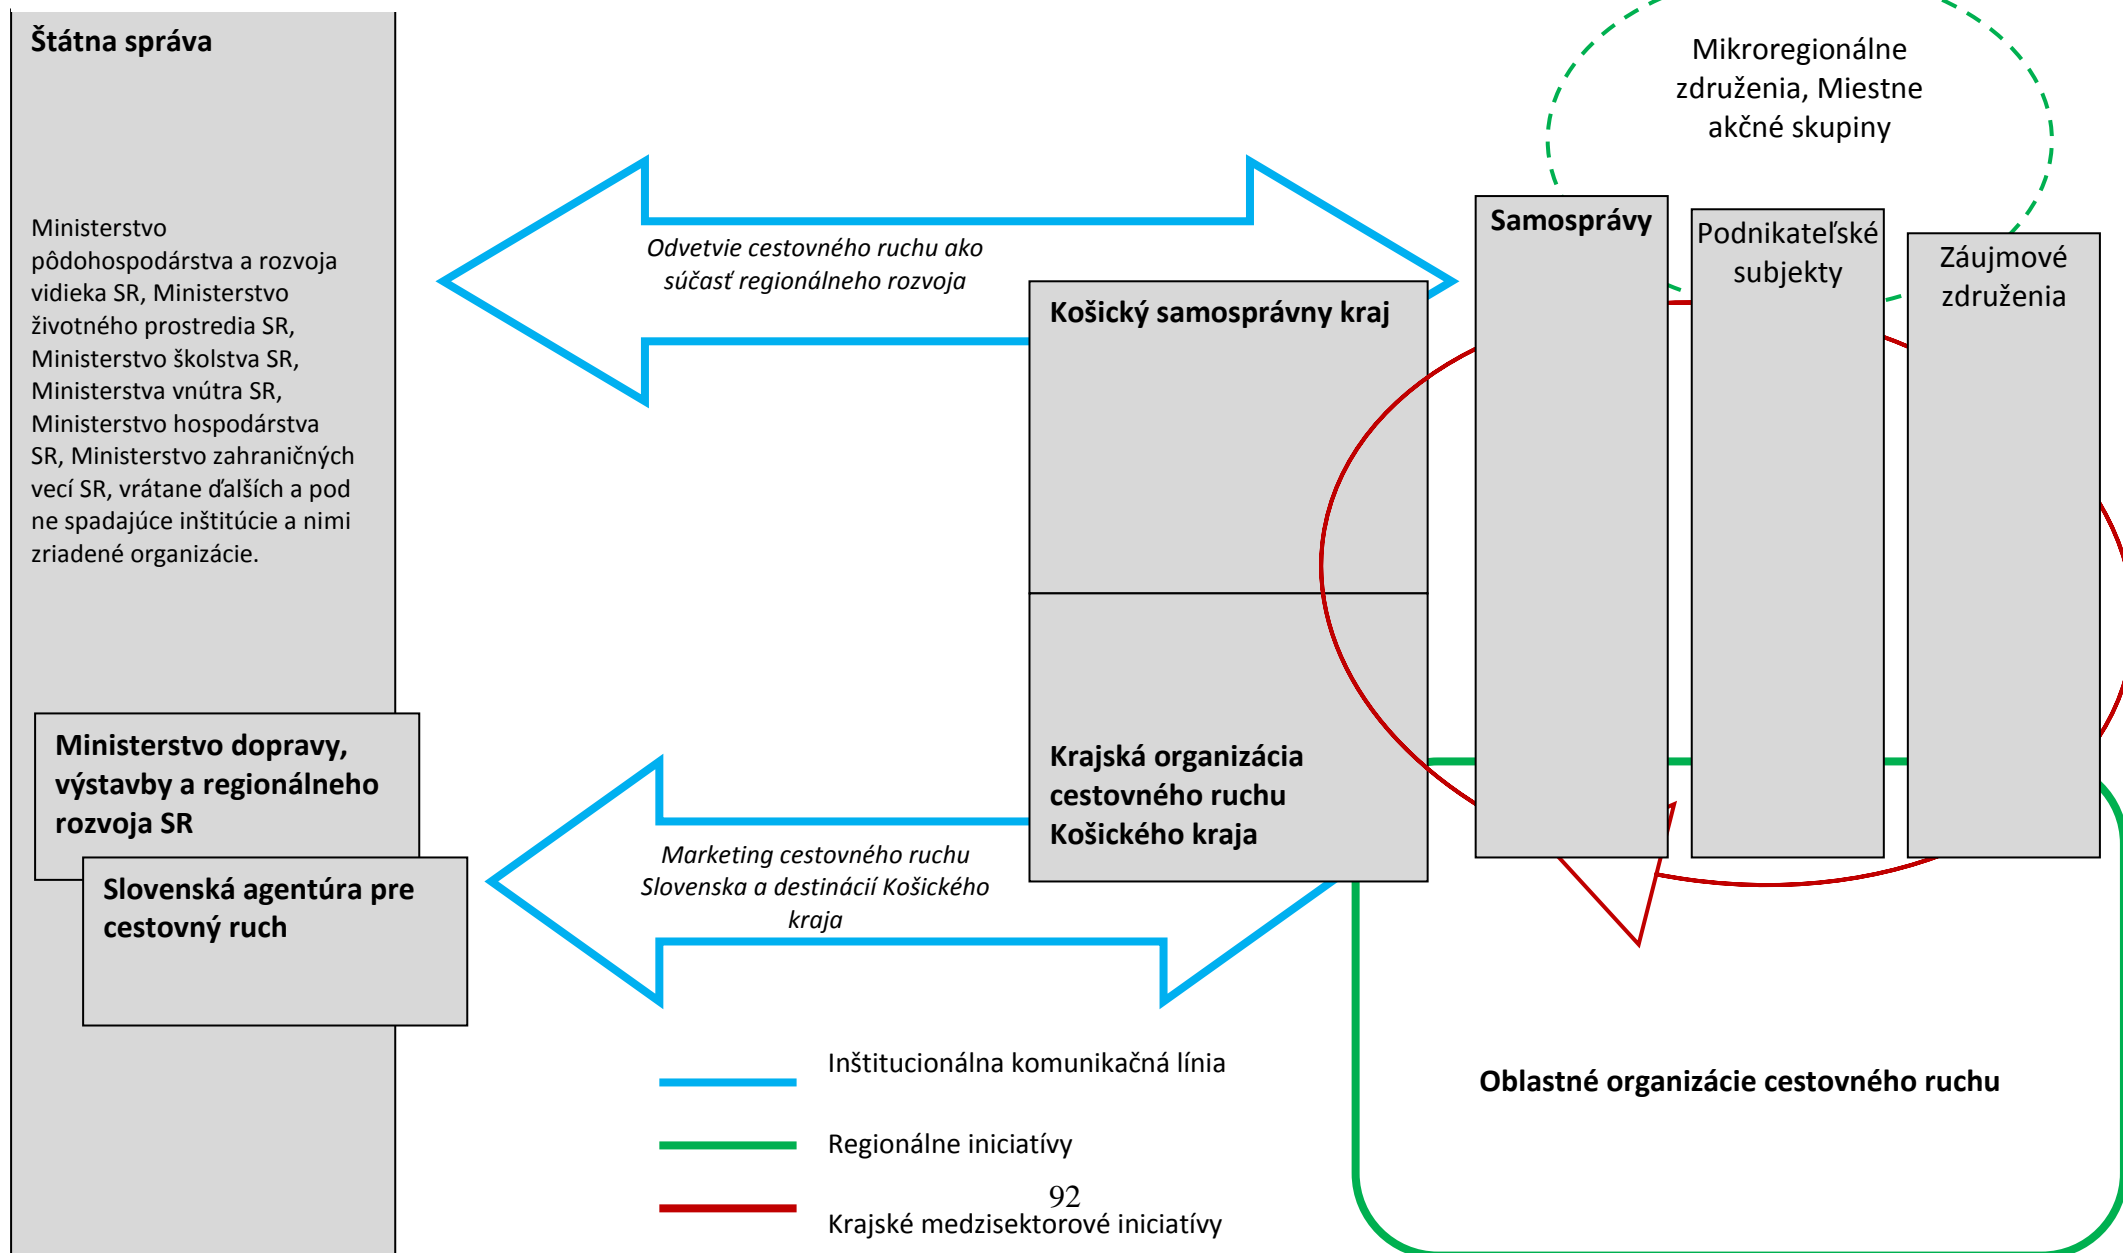 Štátna správa
Ministerstvo
pôdohospodárstva a rozvoja
vidieka SR, Ministerstvo
životného prostredia SR,
Ministerstvo školstva SR,
Ministerstva vnútra SR,
Ministerstvo hospodárstva
SR, Ministerstvo zahraničných
vecí SR, vrátane ďalších a pod
ne spadajúce inštitúcie a nimi
zriadené organizácie.
Ministerstvo dopravy,
výstavby a regionálneho
rozvoja SR
Slovenská agentúra pre
cestovný ruch
Odvetvie cestovného ruchu ako
súčasť regionálneho rozvoja
Marketing cestovného ruchu
Slovenska a destinácií Košického
kraja
Košický samosprávny kraj
Krajská organizácia
cestovného ruchu
Košického kraja
Mikroregionálne
združenia, Miestne
akčné skupiny
Samosprávy
Podnikateľské
subjekty
Záujmové
združenia
Oblastné organizácie cestovného ruchu
Inštitucionálna komunikačná línia
Regionálne iniciatívy
92
Krajské medzisektorové iniciatívy